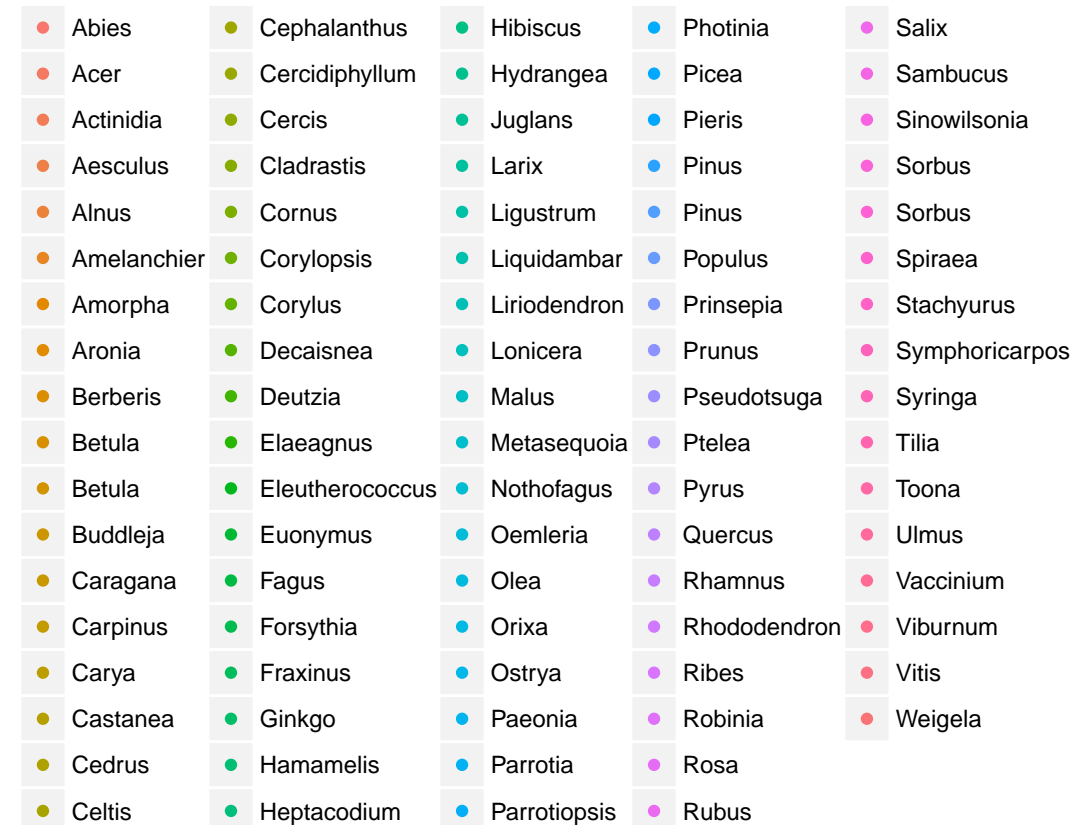 Abies
Acer
Actinidia
Aesculus
Alnus
Amelanchier
Amorpha
Aronia
Berberis
Betula
Betula
Buddleja
Caragana
Carpinus
Carya
Castanea
Cedrus
Celtis
Cephalanthus
Cercidiphyllum
Cercis
Cladrastis
Cornus
Corylopsis
Corylus
Decaisnea
Deutzia
Elaeagnus
Eleutherococcus
Euonymus
Fagus
Forsythia
Fraxinus
Ginkgo
Hamamelis
Heptacodium
Hibiscus
Hydrangea
Juglans
Larix
Ligustrum
Liquidambar
Liriodendron
Lonicera
Malus
Metasequoia
Nothofagus
Oemleria
Olea
Orixa
Ostrya
Paeonia
Parrotia
Parrotiopsis
Photinia
Picea
Pieris
Pinus
Pinus
Populus
Prinsepia
Prunus
Pseudotsuga
Ptelea
Pyrus
Quercus
Rhamnus
Rhododendron
Ribes
Robinia
Rosa
Rubus
Salix
Sambucus
Sinowilsonia
Sorbus
Sorbus
Spiraea
Stachyurus
Symphoricarpos
Syringa
Tilia
Toona
Ulmus
Vaccinium
Viburnum
Vitis
Weigela